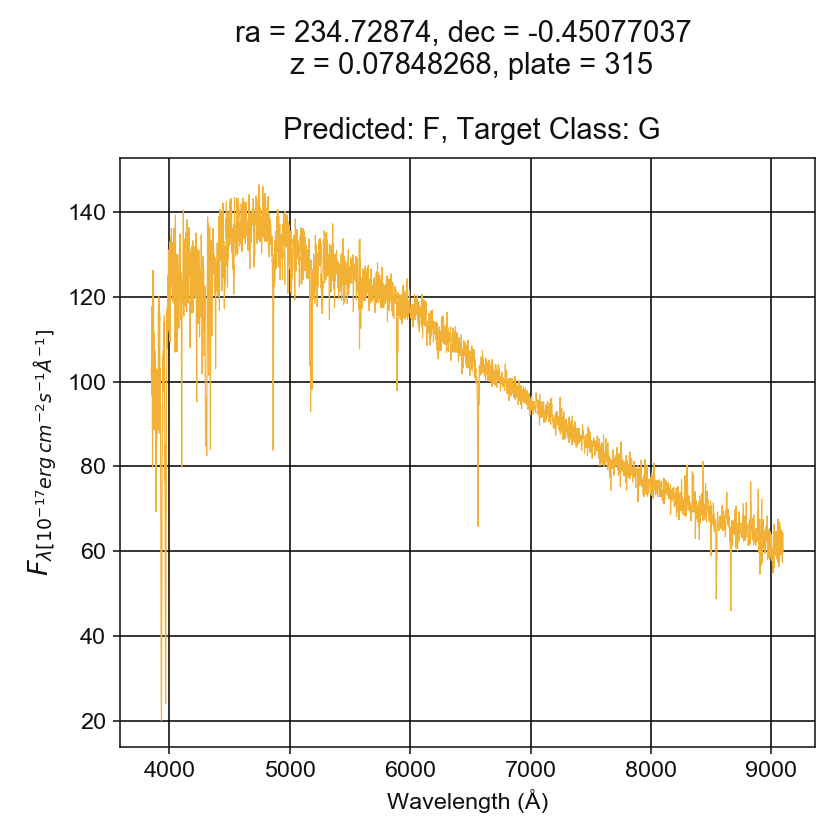 ra = 234.72874, dec = -0.45077037
z = 0.07848268, plate = 315
Predicted: F, Target Class: G
140
120
100
80
60
40
20
F_{λ[10^{-17} erg cm^{-2} s^{-1} Å^{-1}]}
4000 5000 6000 7000 8000 9000
Wavelength (Å)